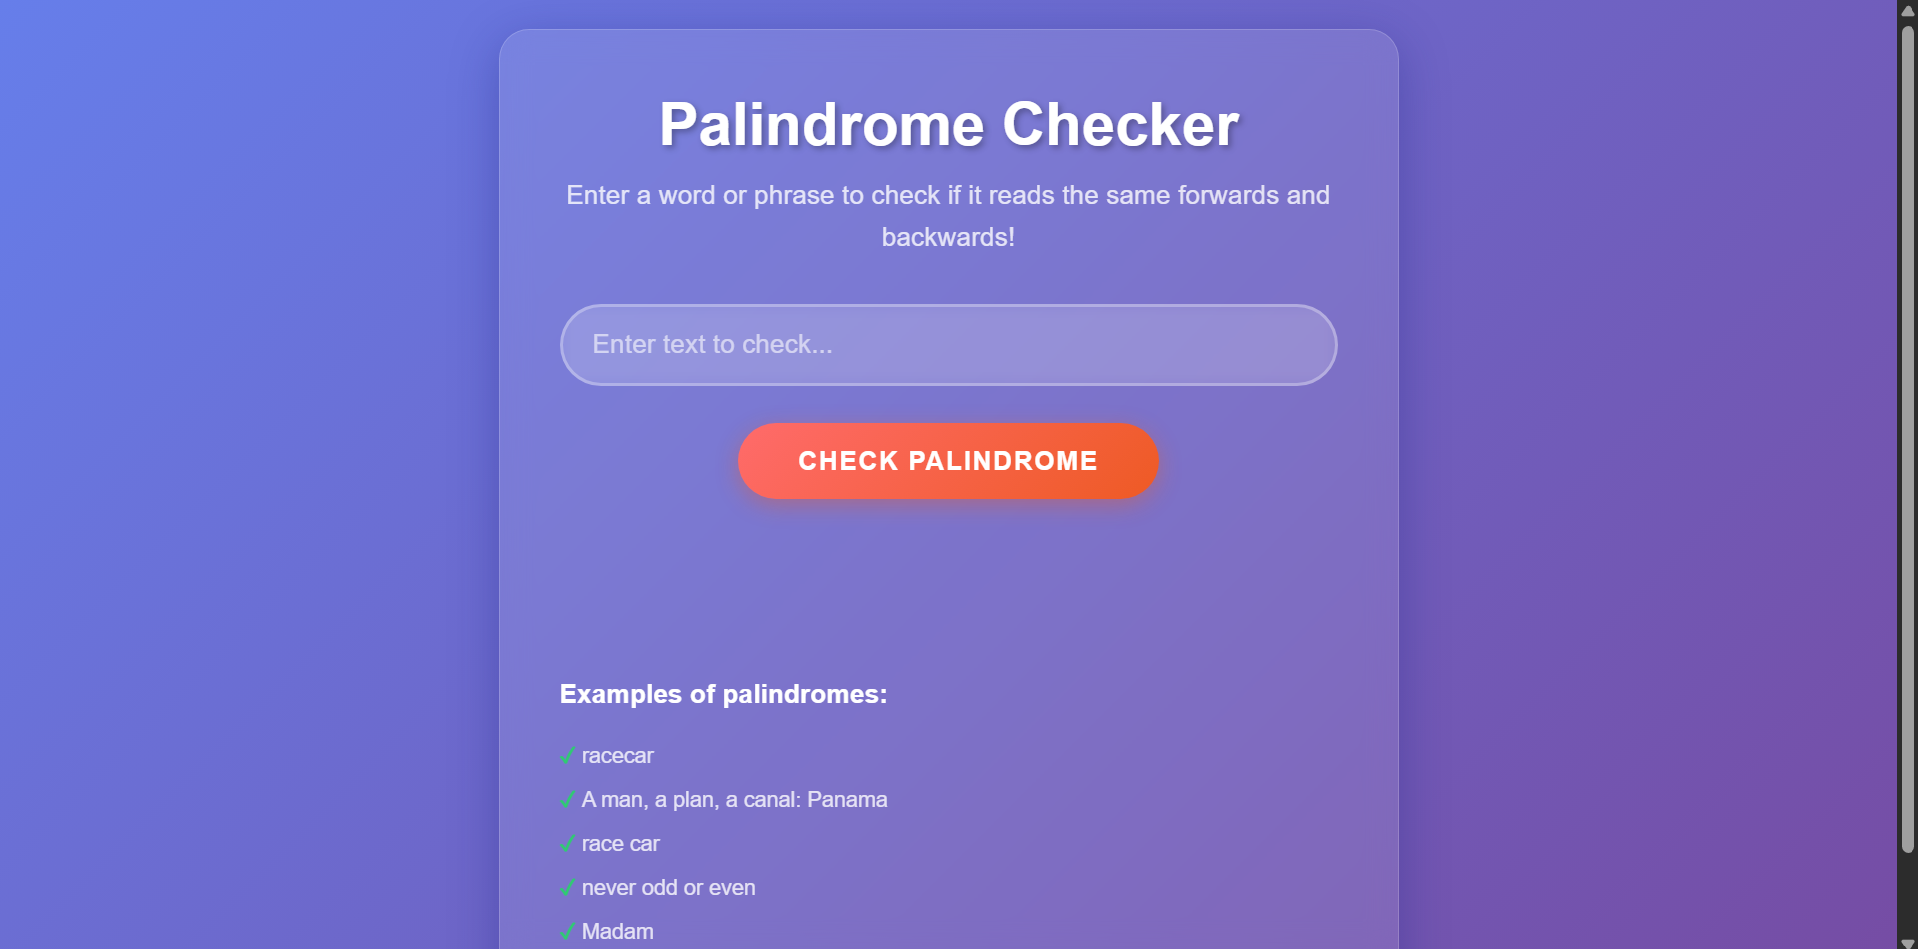 Palindrome Checker
Enter a word or phrase to check if it reads the same forwards and
backwards!
Enter text to check...
CHECK PALINDROME
Examples of palindromes:
✓ racecar
✓ A man, a plan, a canal: Panama
✓ race car
✓ never odd or even
✓ Madam